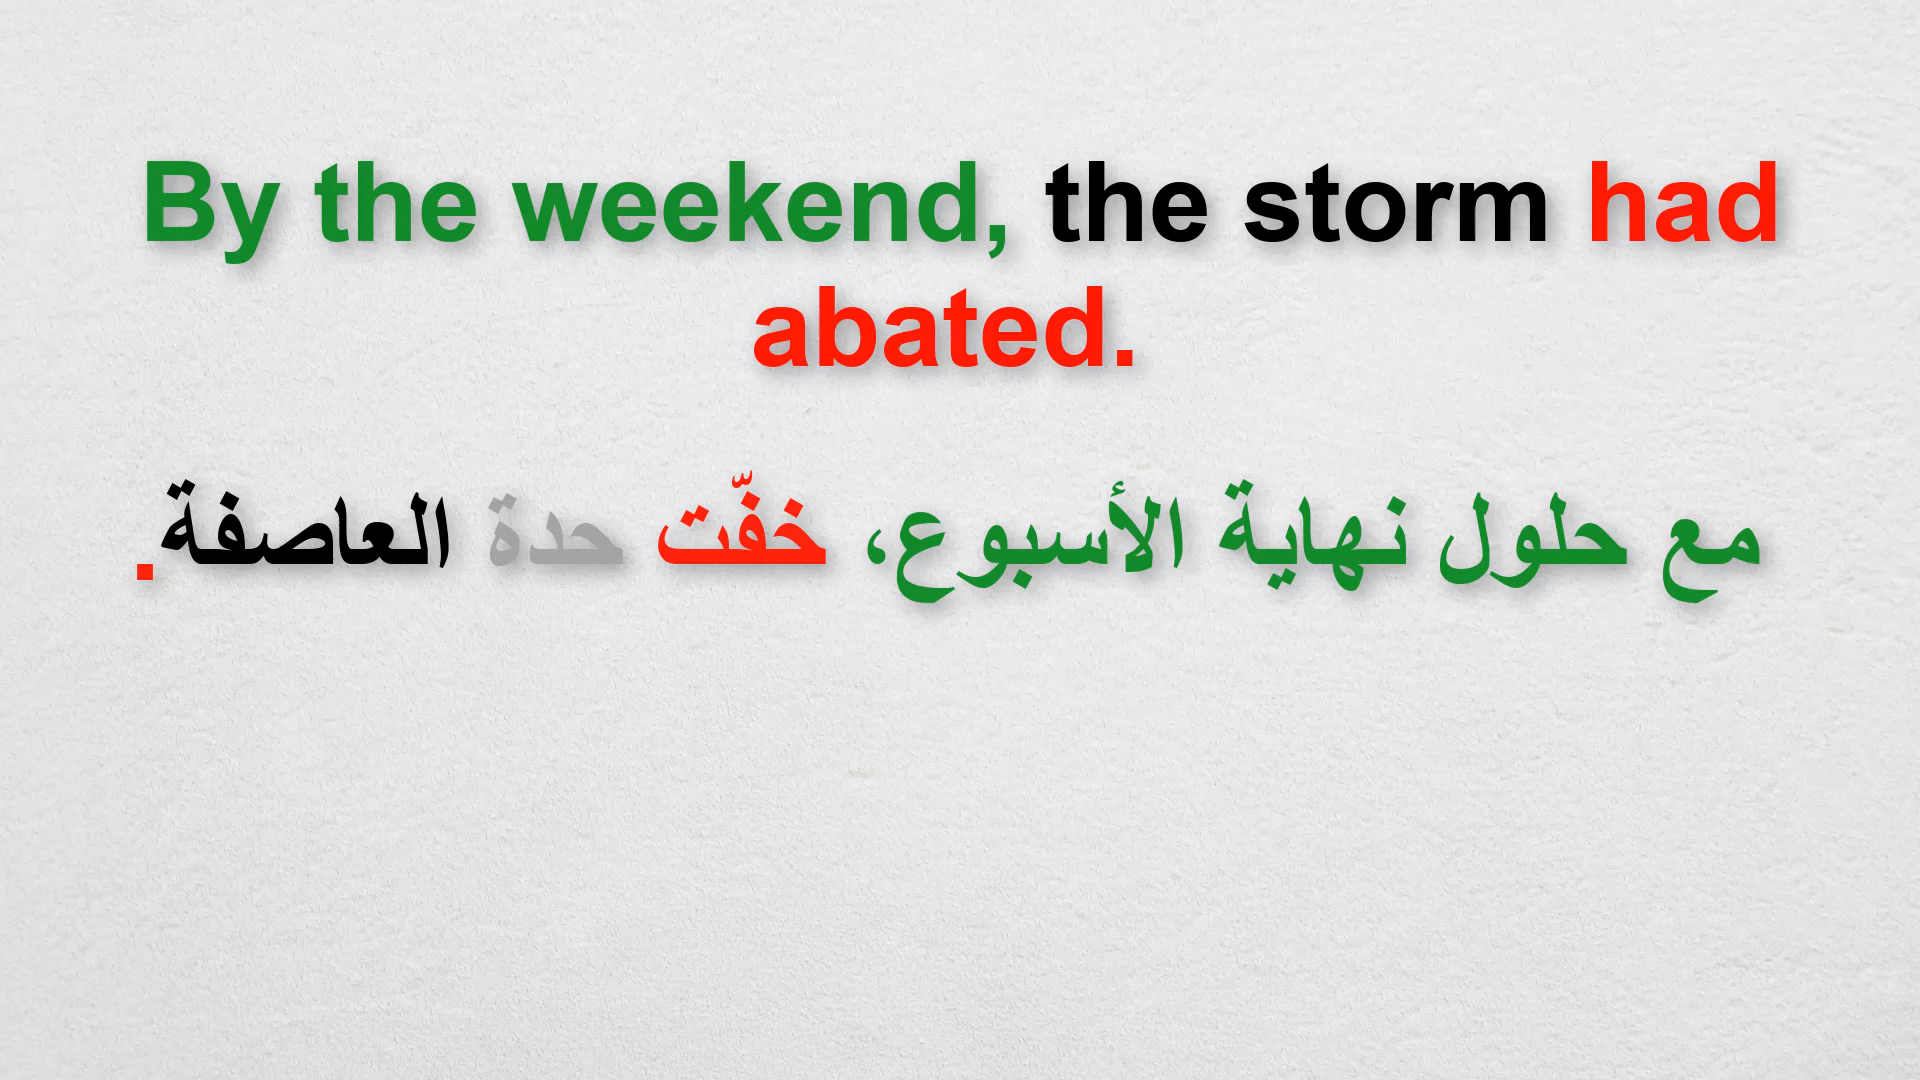 By the weekend, the storm had
abated.
مع حلول نهاية الأسبوع، خفّت حدة العاصفة.